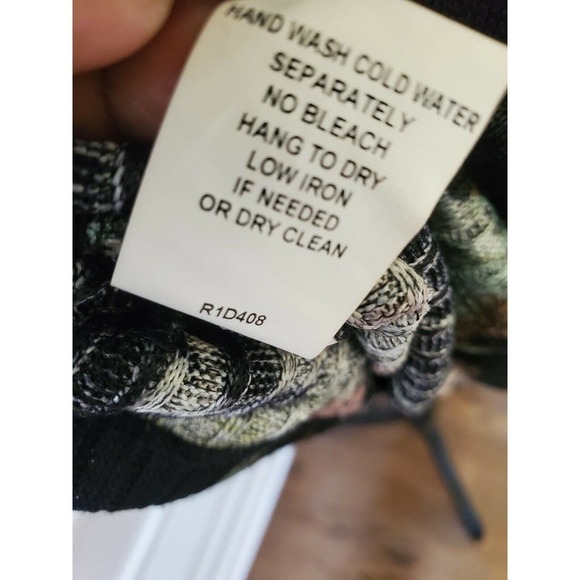 HAND WASH COLD WATER
SEPARATELY
NO BLEACH
HANG TO DRY
LOW IRON
IF NEEDED
OR DRY CLEAN
R1D408